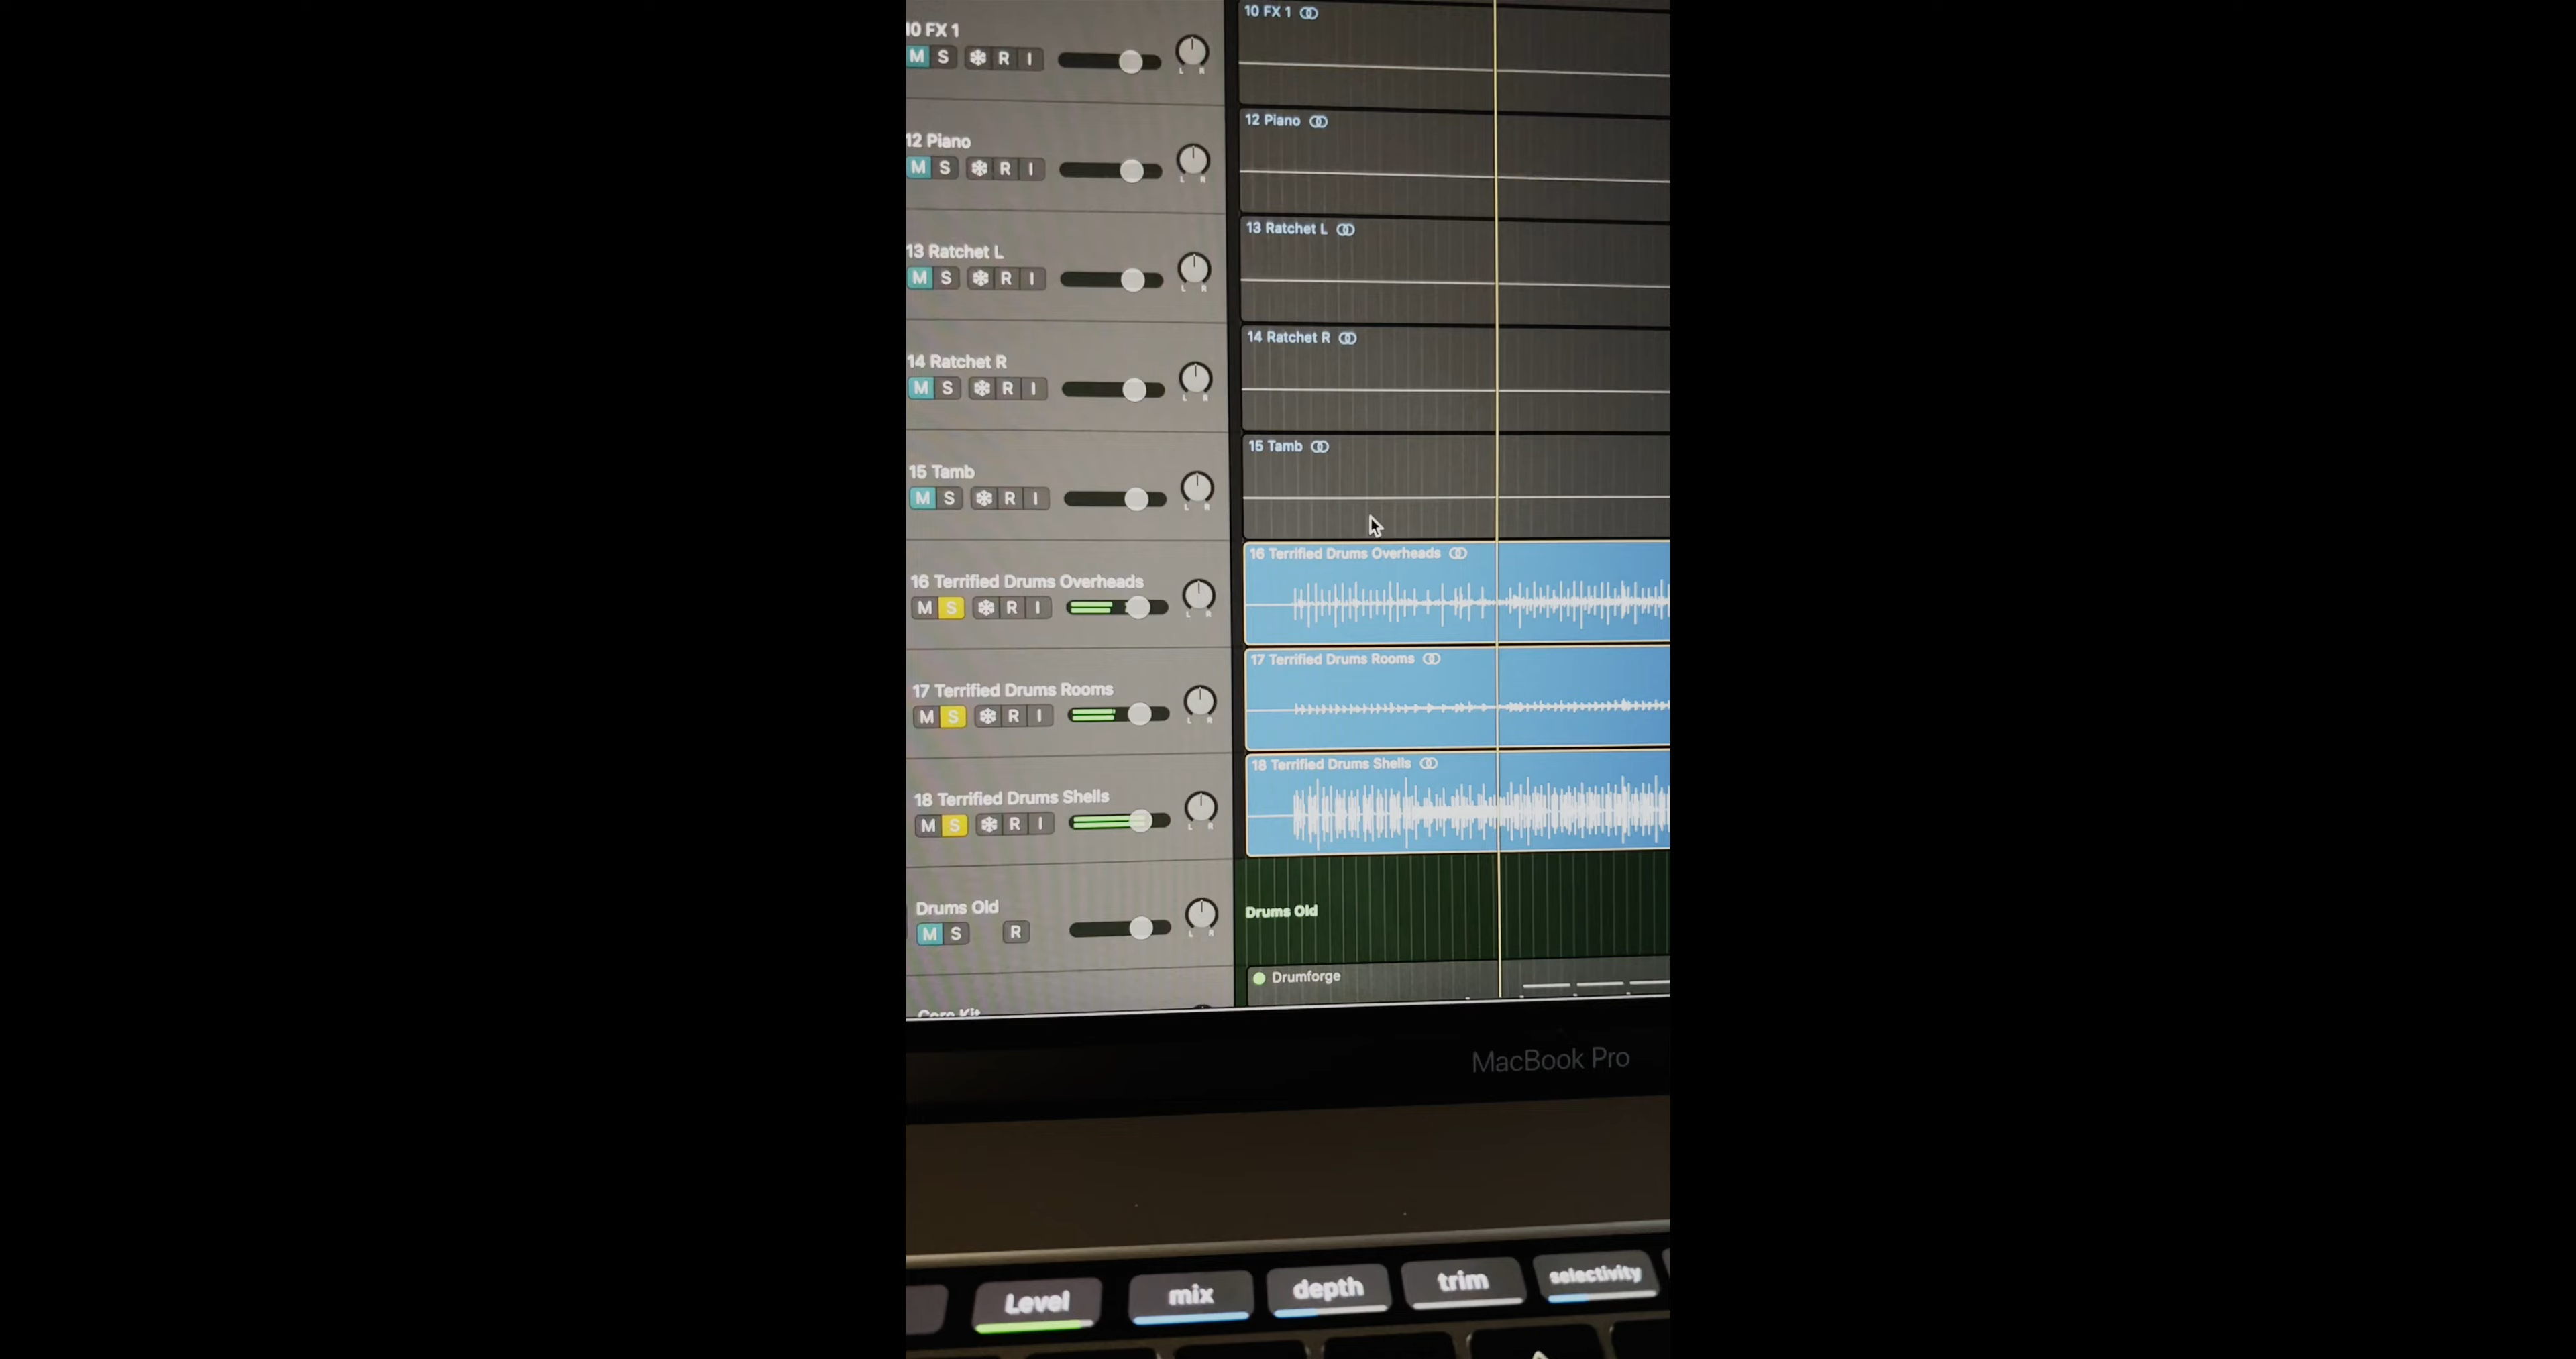 10 FX 1
M S R I
L R
10 FX 1
12 Piano
M S R I
L R
12 Piano
13 Ratchet L
M S R I
L R
13 Ratchet L
14 Ratchet R
M S R I
L R
14 Ratchet R
15 Tamb
M S R I
L R
15 Tamb
16 Terrified Drums Overheads
M S R I
L R
16 Terrified Drums Overheads
17 Terrified Drums Rooms
M S R I
L R
17 Terrified Drums Rooms
18 Terrified Drums Shells
M S R I
L R
18 Terrified Drums Shells
Drums Old
M S R
L R
Drums Old
Drumforge
Core Kit
MacBook Pro
Level mix depth trim selectivity